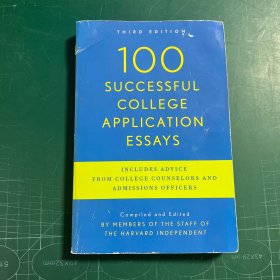 THIRD EDITION
100
SUCCESSFUL
COLLEGE
APPLICATION
ESSAYS
INCLUDES ADVICE
FROM COLLEGE COUNSELORS AND
ADMISSIONS OFFICERS
Compiled and Edited
BY MEMBERS OF THE STAFF OF
THE HARVARD INDEPENDENT